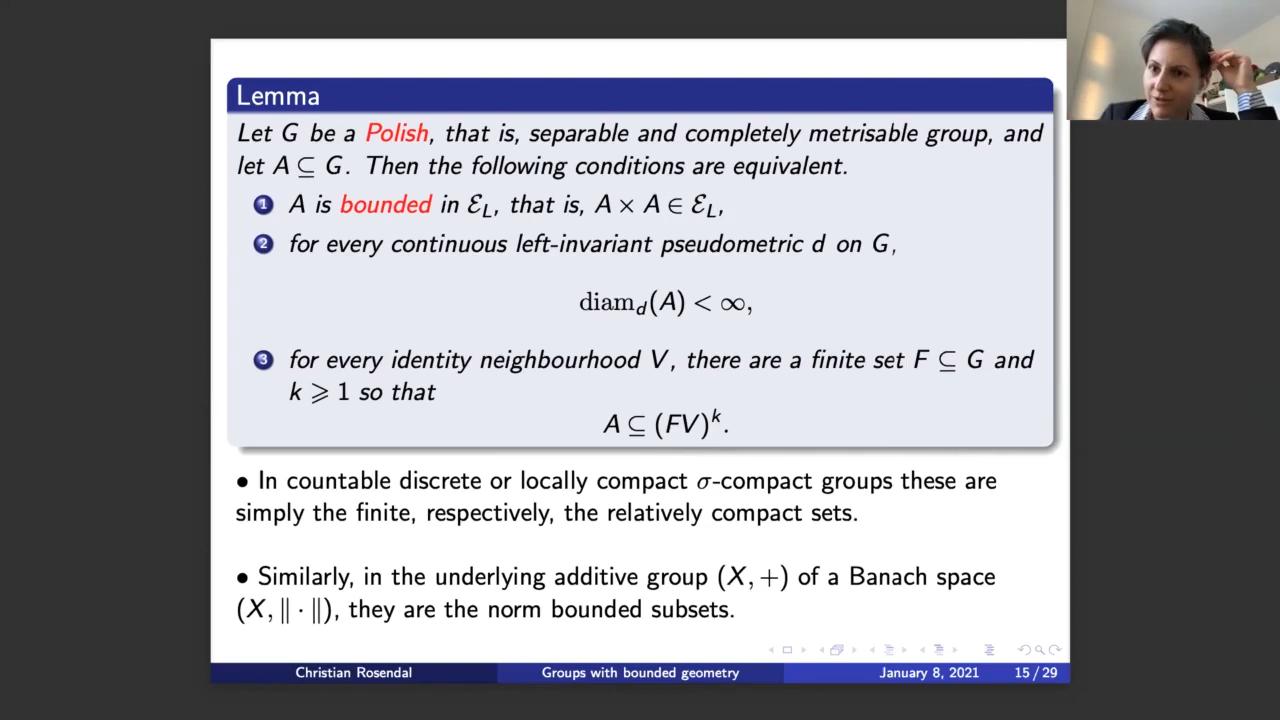 Lemma
Let G be a Polish, that is, separable and completely metrisable group, and
let A ⊆ G. Then the following conditions are equivalent.
1 A is bounded in ℰ_L, that is, A × A ∈ ℰ_L,
2 for every continuous left-invariant pseudometric d on G,
diam_d(A) < ∞,
3 for every identity neighbourhood V, there are a finite set F ⊆ G and
k ⩾ 1 so that
A ⊆ (FV)^k.
• In countable discrete or locally compact σ-compact groups these are
simply the finite, respectively, the relatively compact sets.
• Similarly, in the underlying additive group (X, +) of a Banach space
(X, ‖ · ‖), they are the norm bounded subsets.
Christian Rosendal Groups with bounded geometry January 8, 2021 15 / 29